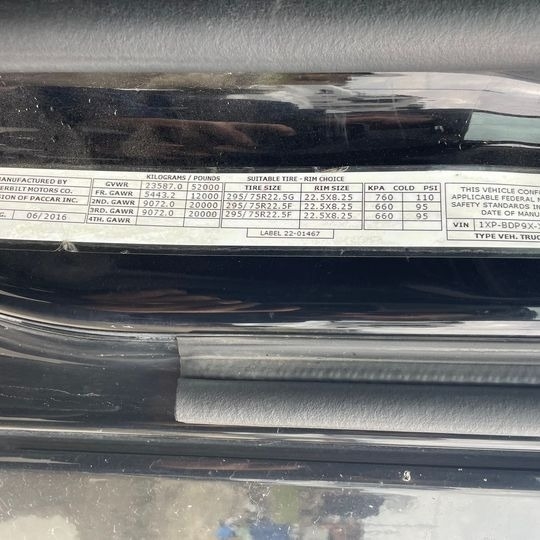 MANUFACTURED BY
ERBILT MOTORS CO.
SION OF PACCAR INC.
G. 06/2016
KILOGRAMS / POUNDS
GVWR 23587.0 52000
FR. GAWR 5443.2 12000
2ND. GAWR 9072.0 20000
3RD. GAWR 9072.0 20000
4TH. GAWR
SUITABLE TIRE - RIM CHOICE
TIRE SIZE RIM SIZE
295/75R22.5G 22.5X8.25
295/75R22.5F 22.5X8.25
295/75R22.5F 22.5X8.25
LABEL 22-01467
KPA COLD PSI
760 110
660 95
660 95
THIS VEHICLE CONF
APPLICABLE FEDERAL M
SAFETY STANDARDS IN
DATE OF MANU
VIN 1XP-BDP9X-
TYPE VEH. TRUC